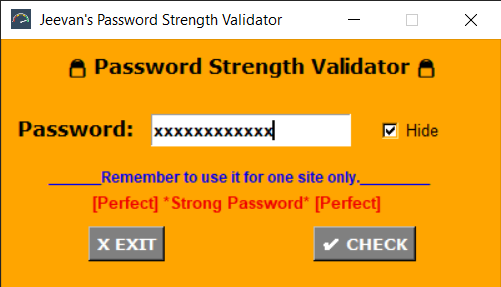 Jeevan's Password Strength Validator
🔒 Password Strength Validator 🔒
Password: xxxxxxxxxxxx Hide
______Remember to use it for one site only.________
[Perfect] *Strong Password* [Perfect]
X EXIT ✔ CHECK